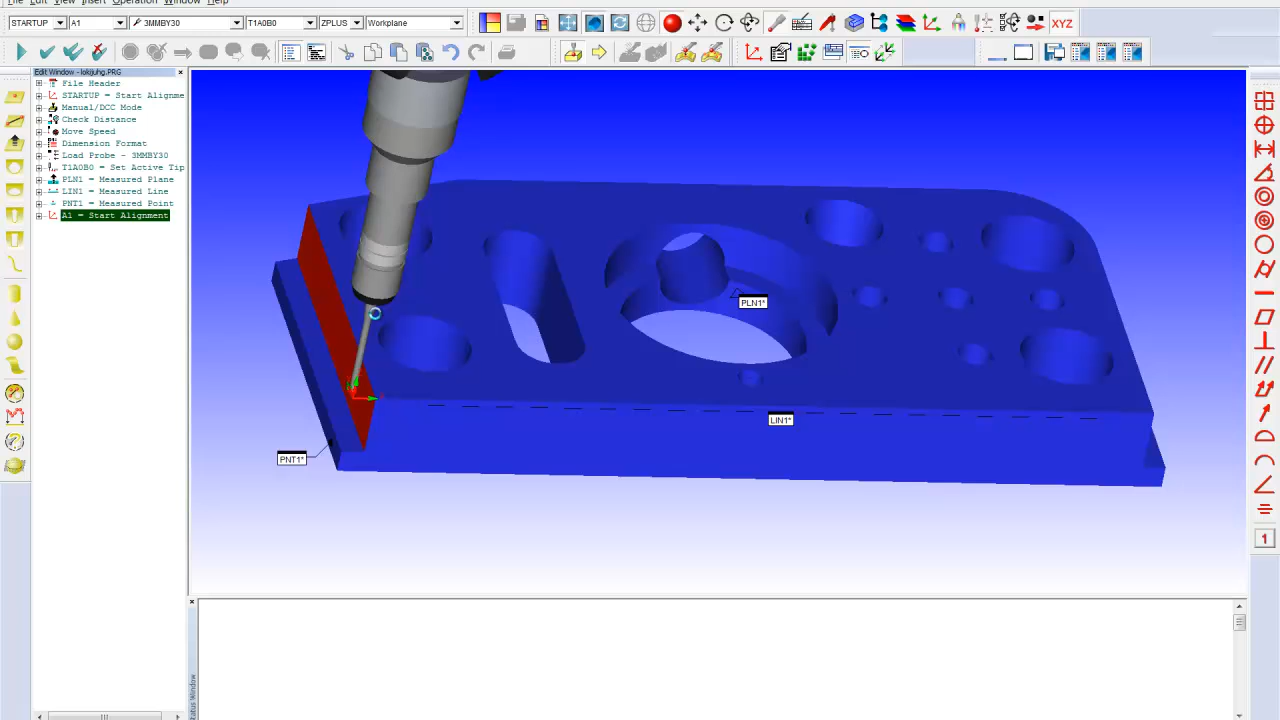 File Edit View Insert Operation Window Help
STARTUP A1 3MMBY30 T1A0B0 ZPLUS Workplane
XYZ
Edit Window - lokijuhg.PRG
File Header
STARTUP = Start Alignme
Manual/DCC Mode
Check Distance
Move Speed
Dimension Format
Load Probe - 3MMBY30
T1A0B0 = Set Active Tip
PLN1 = Measured Plane
LIN1 = Measured Line
PNT1 = Measured Point
A1 = Start Alignment
PLN1*
LIN1*
PNT1*
1
Status Window